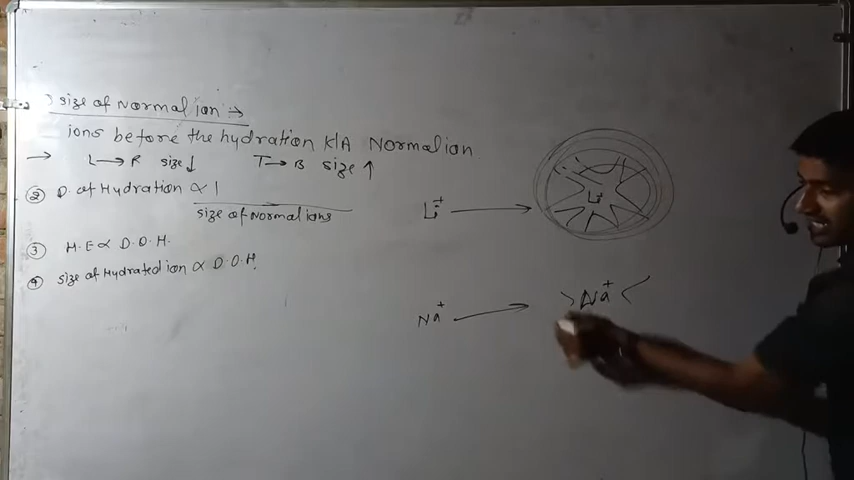 ① size of Normal ion :→
ions before the hydration K/A Normal ion
→ L → R size ↓ T → B size ↑
② D. of Hydration ∝ 1
size of Normal ions
③ H.E ∝ D.O.H.
④ size of Hydrated ion ∝ D.O.H.
Li+ → Li+
Na+ → Na+